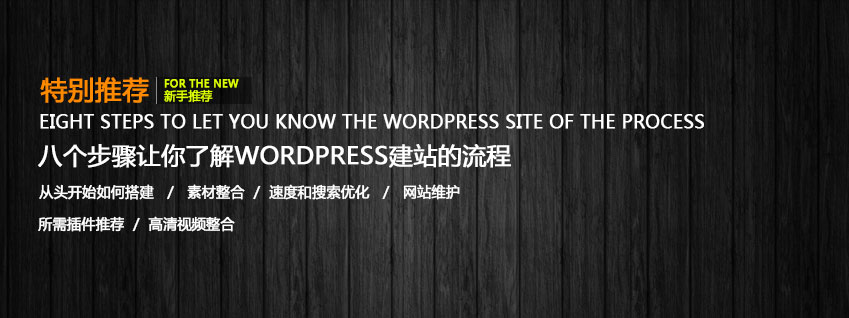 特别推荐
FOR THE NEW
新手推荐
EIGHT STEPS TO LET YOU KNOW THE WORDPRESS SITE OF THE PROCESS
八个步骤让你了解WORDPRESS建站的流程
从头开始如何搭建 / 素材整合 / 速度和搜索优化 / 网站维护
所需插件推荐 / 高清视频整合